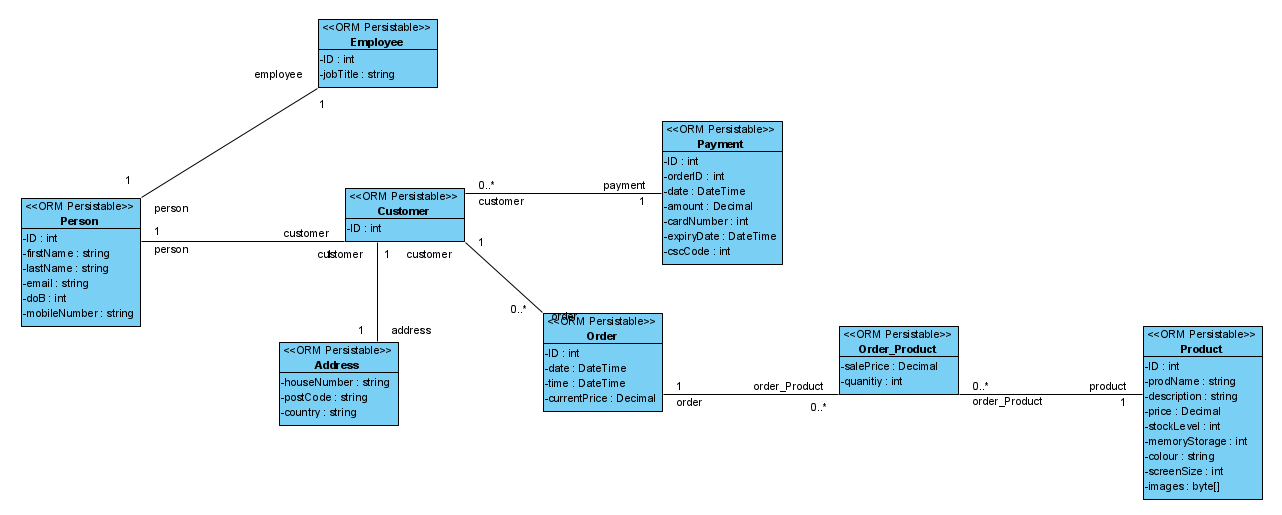 <<ORM Persistable>>
Employee
-ID : int
-jobTitle : string
employee
1
1
person
<<ORM Persistable>>
Person
-ID : int
-firstName : string
-lastName : string
-email : string
-doB : int
-mobileNumber : string
1
person
customer
<<ORM Persistable>>
Customer
-ID : int
0..*
customer
payment
1
<<ORM Persistable>>
Payment
-ID : int
-orderID : int
-date : DateTime
-amount : Decimal
-cardNumber : int
-expiryDate : DateTime
-cscCode : int
customer
1
customer
1
1
address
<<ORM Persistable>>
Address
-houseNumber : string
-postCode : string
-country : string
0..*
order
<<ORM Persistable>>
Order
-ID : int
-date : DateTime
-time : DateTime
-currentPrice : Decimal
1
order
order_Product
0..*
<<ORM Persistable>>
Order_Product
-salePrice : Decimal
-quanitiy : int
0..*
order_Product
product
1
<<ORM Persistable>>
Product
-ID : int
-prodName : string
-description : string
-price : Decimal
-stockLevel : int
-memoryStorage : int
-colour : string
-screenSize : int
-images : byte[]